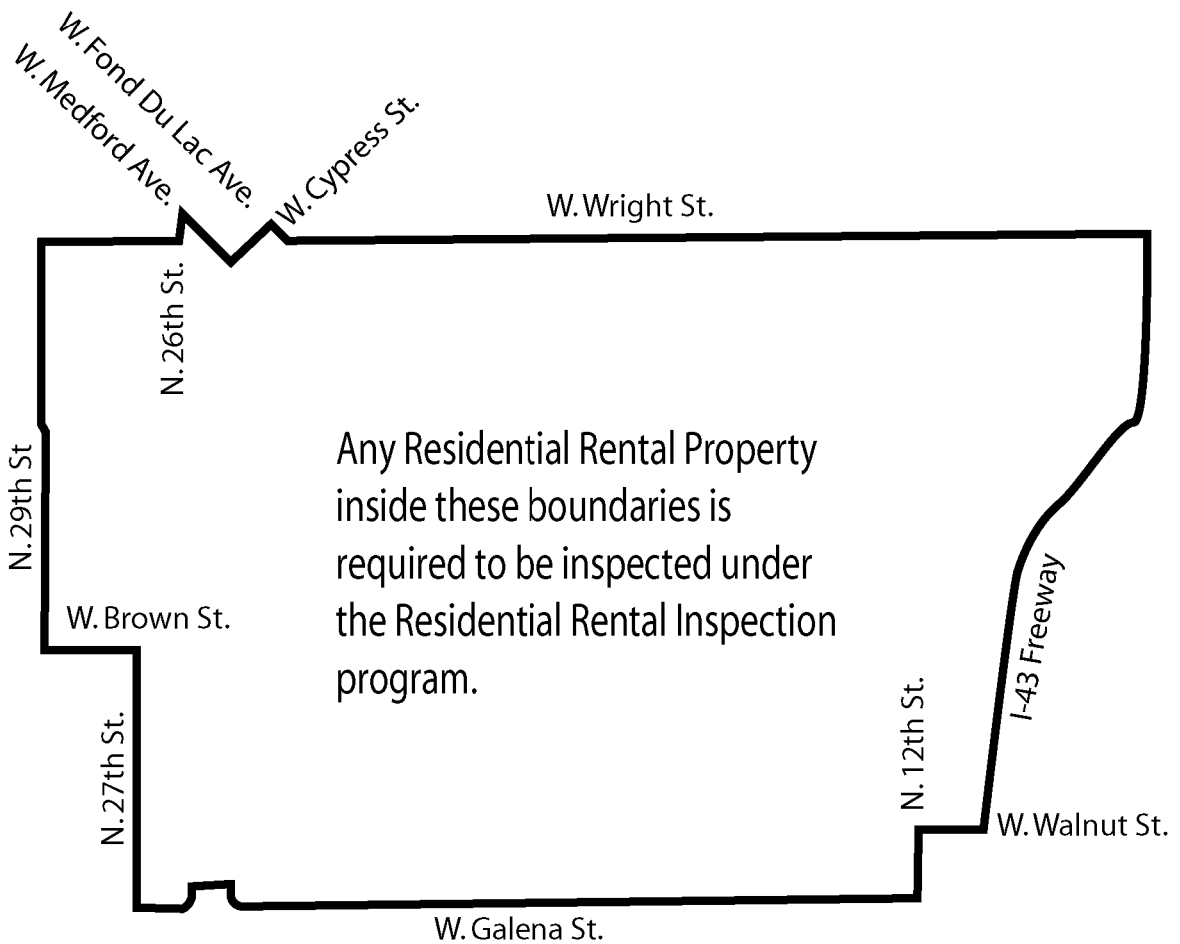 W. Fond Du Lac Ave.
W. Medford Ave.
W. Cypress St.
W. Wright St.
N. 26th St.
N. 29th St
Any Residential Rental Property
inside these boundaries is
required to be inspected under
the Residential Rental Inspection
program.
W. Brown St.
I-43 Freeway
N. 27th St.
N. 12th St.
W. Walnut St.
W. Galena St.